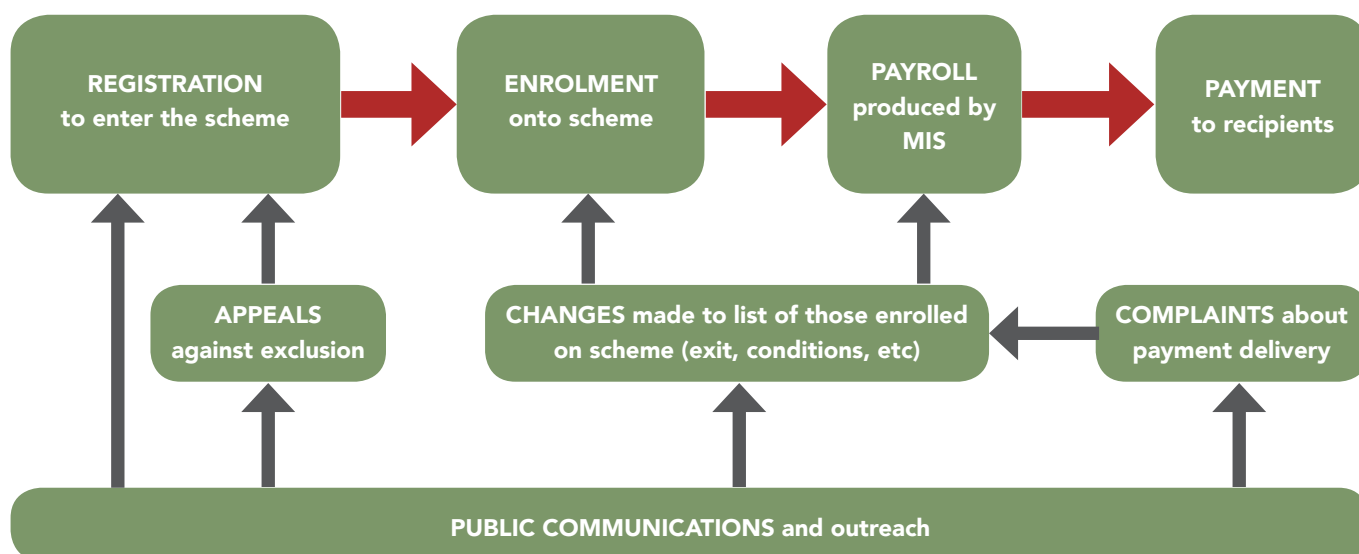 REGISTRATION
to enter the scheme
ENROLMENT
onto scheme
PAYROLL
produced by
MIS
PAYMENT
to recipients
APPEALS
against exclusion
CHANGES made to list of those enrolled
on scheme (exit, conditions, etc)
COMPLAINTS about
payment delivery
PUBLIC COMMUNICATIONS and outreach